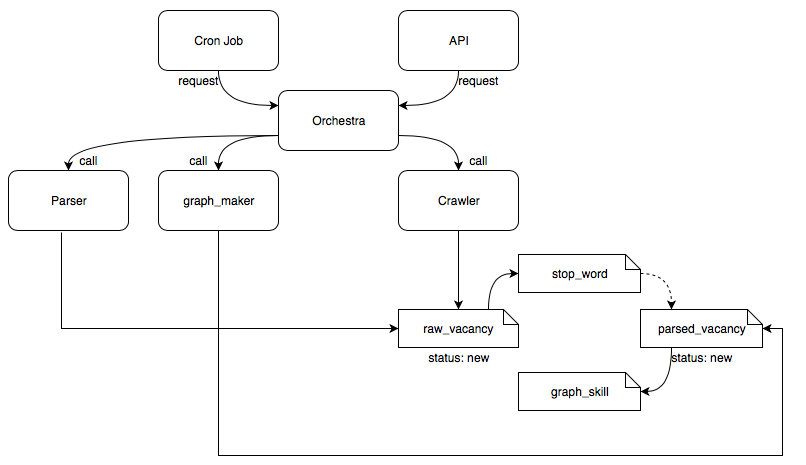 Cron Job
API
request
request
Orchestra
call
call
call
Parser
graph_maker
Crawler
stop_word
raw_vacancy
parsed_vacancy
status: new
status: new
graph_skill